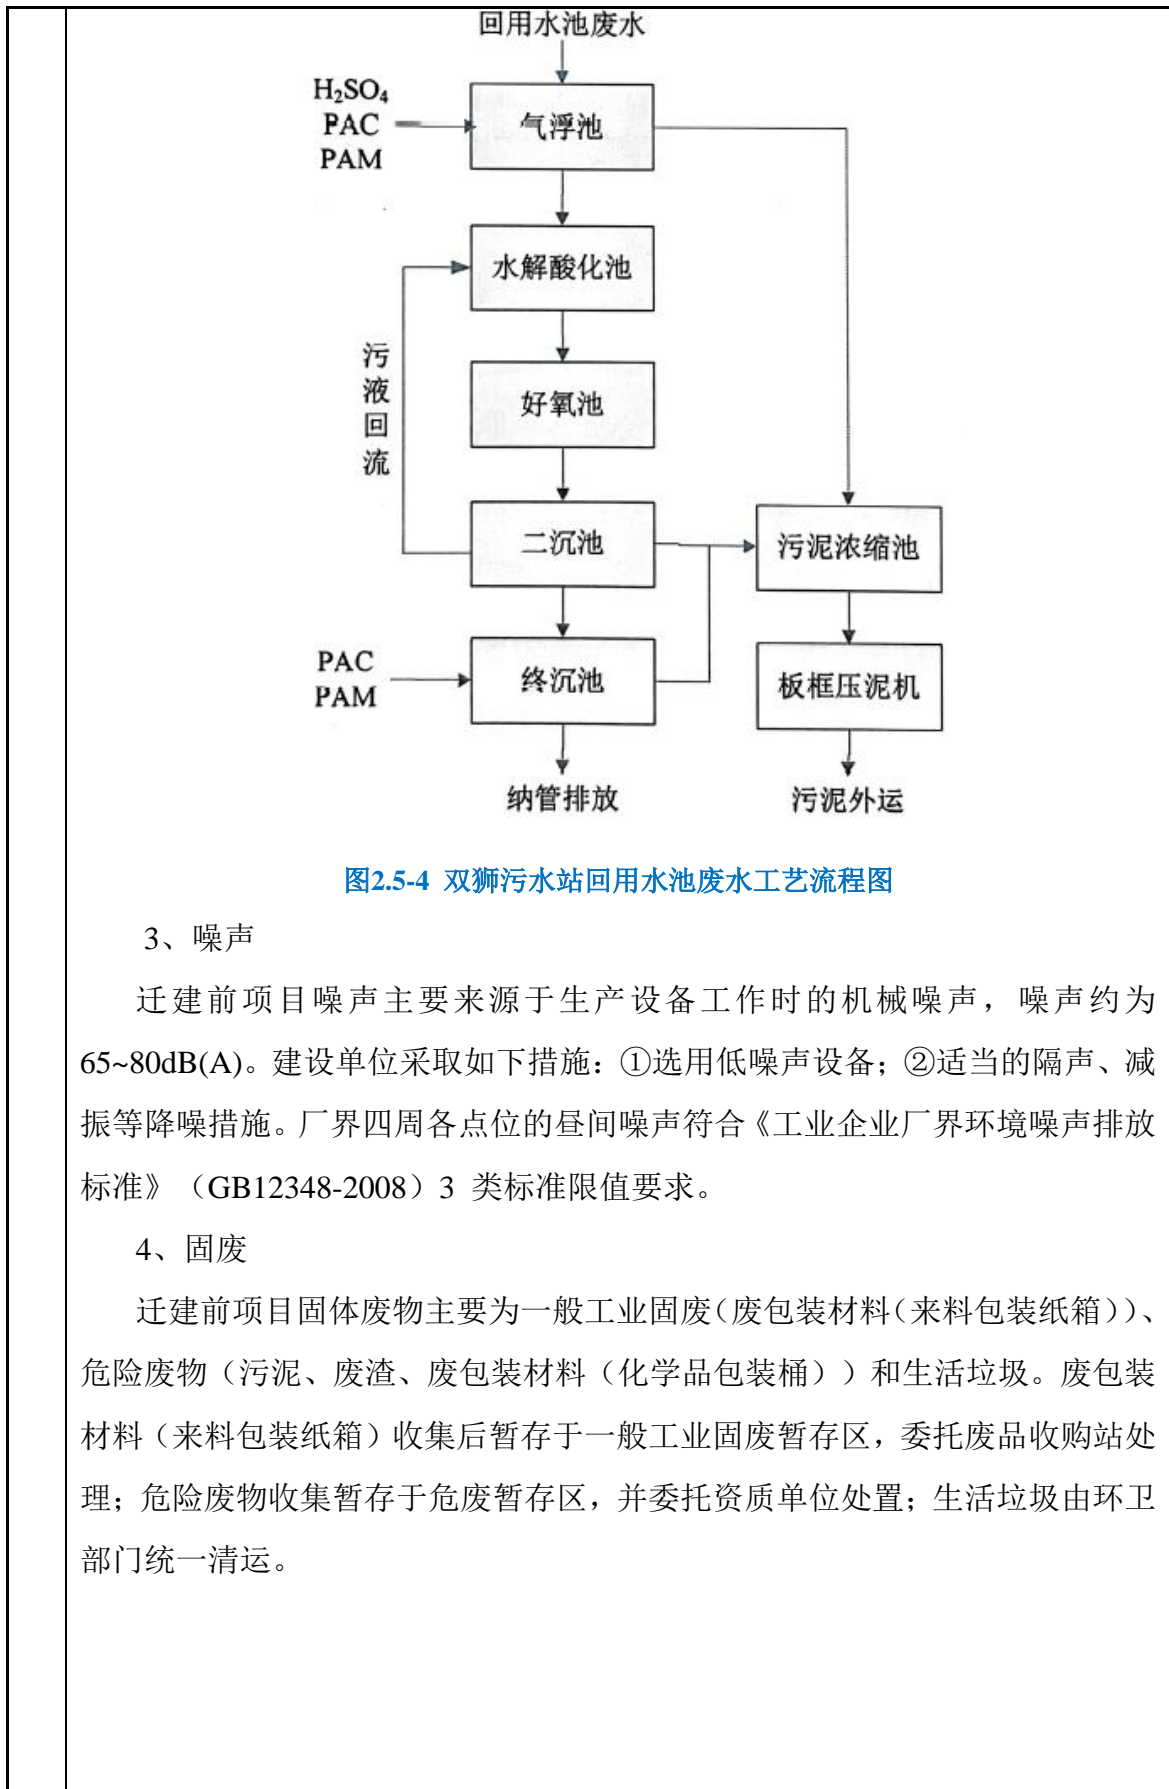 回用水池废水
H₂SO₄
PAC
PAM
气浮池
水解酸化池
污
液
回
流
好氧池
二沉池
污泥浓缩池
PAC
PAM
终沉池
板框压泥机
纳管排放
污泥外运
图2.5-4 双狮污水站回用水池废水工艺流程图
3、噪声
迁建前项目噪声主要来源于生产设备工作时的机械噪声，噪声约为
65~80dB(A)。建设单位采取如下措施：①选用低噪声设备；②适当的隔声、减
振等降噪措施。厂界四周各点位的昼间噪声符合《工业企业厂界环境噪声排放
标准》（GB12348-2008）3 类标准限值要求。
4、固废
迁建前项目固体废物主要为一般工业固废（废包装材料（来料包装纸箱））、
危险废物（污泥、废渣、废包装材料（化学品包装桶））和生活垃圾。废包装
材料（来料包装纸箱）收集后暂存于一般工业固废暂存区，委托废品收购站处
理；危险废物收集暂存于危废暂存区，并委托资质单位处置；生活垃圾由环卫
部门统一清运。